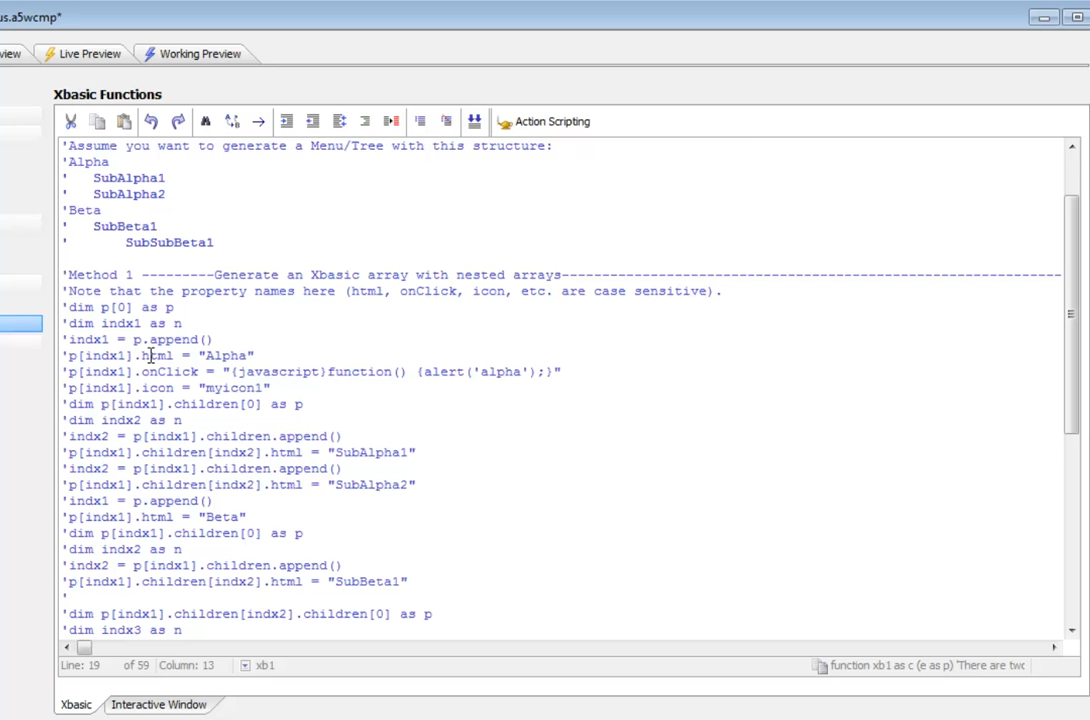 us.a5wcmp*
view Live Preview Working Preview
Xbasic Functions
Action Scripting
'Assume you want to generate a Menu/Tree with this structure:
'Alpha
' SubAlpha1
' SubAlpha2
'Beta
' SubBeta1
' SubSubBeta1
'Method 1 ---------Generate an Xbasic array with nested arrays--------------------------------------------------------------
'Note that the property names here (html, onClick, icon, etc. are case sensitive).
'dim p[0] as p
'dim indx1 as n
'indx1 = p.append()
'p[indx1].html = "Alpha"
'p[indx1].onClick = "{javascript}function() {alert('alpha');}"
'p[indx1].icon = "myicon1"
'dim p[indx1].children[0] as p
'dim indx2 as n
'indx2 = p[indx1].children.append()
'p[indx1].children[indx2].html = "SubAlpha1"
'indx2 = p[indx1].children.append()
'p[indx1].children[indx2].html = "SubAlpha2"
'indx1 = p.append()
'p[indx1].html = "Beta"
'dim p[indx1].children[0] as p
'dim indx2 as n
'indx2 = p[indx1].children.append()
'p[indx1].children[indx2].html = "SubBeta1"
'
'dim p[indx1].children[indx2].children[0] as p
'dim indx3 as n
Line: 19 of 59 Column: 13 xb1 function xb1 as c (e as p) 'There are twc
Xbasic Interactive Window